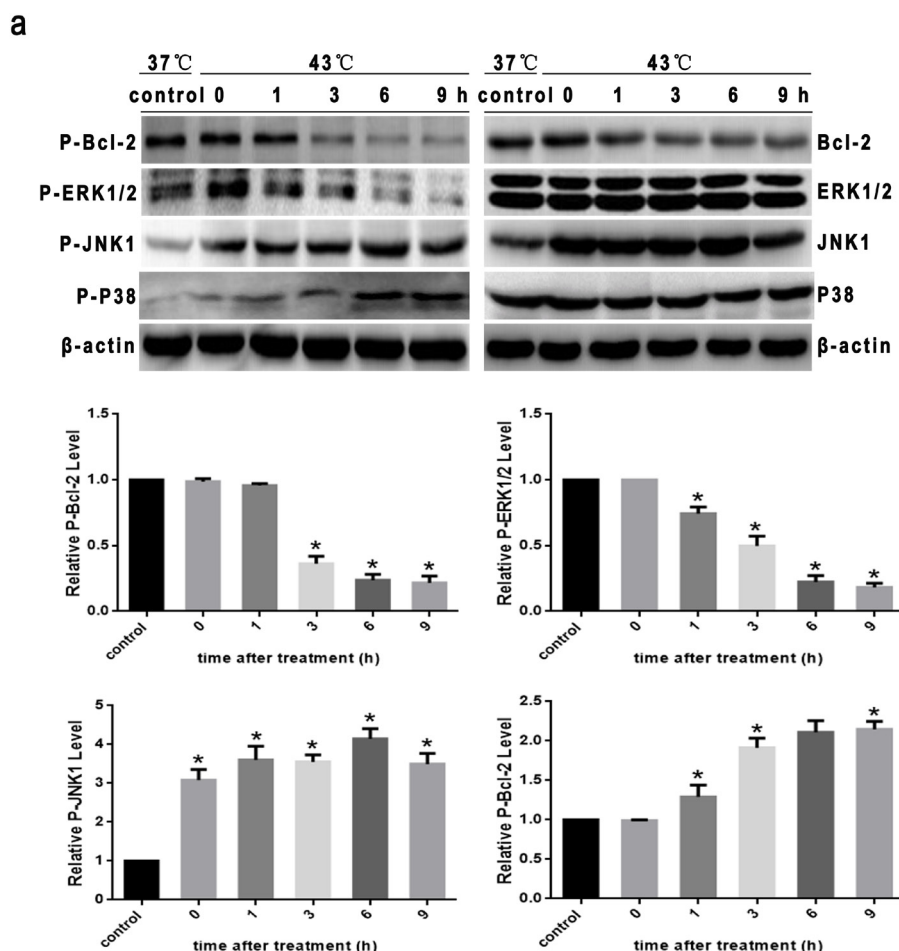 a
37℃ 43℃ 37℃ 43℃
control 0 1 3 6 9 h control 0 1 3 6 9 h
P-Bcl-2 Bcl-2
P-ERK1/2 ERK1/2
P-JNK1 JNK1
P-P38 P38
β-actin β-actin
Relative P-Bcl-2 Level
1.5
1.0
0.5
0.0
* * *
control 0 1 3 6 9
time after treatment (h)
Relative P-ERK1/2 Level
1.5
1.0
0.5
0.0
* * * *
control 0 1 3 6 9
time after treatment (h)
Relative P-JNK1 Level
5
4
3
2
1
0
* * * * *
control 0 1 3 6 9
time after treatment (h)
Relative P-Bcl-2 Level
2.5
2.0
1.5
1.0
0.5
0.0
* * *
control 0 1 3 6 9
time after treatment (h)